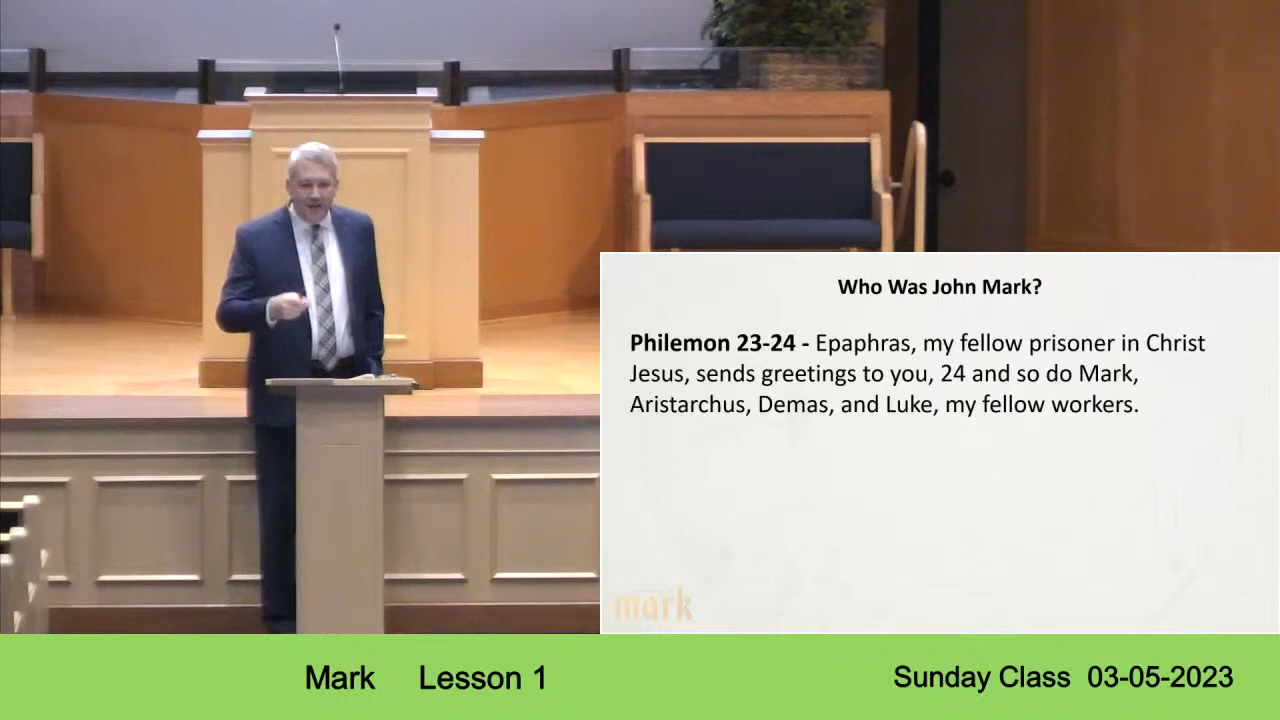 Who Was John Mark?
Philemon 23-24 - Epaphras, my fellow prisoner in Christ
Jesus, sends greetings to you, 24 and so do Mark,
Aristarchus, Demas, and Luke, my fellow workers.
mark
Mark Lesson 1
Sunday Class 03-05-2023